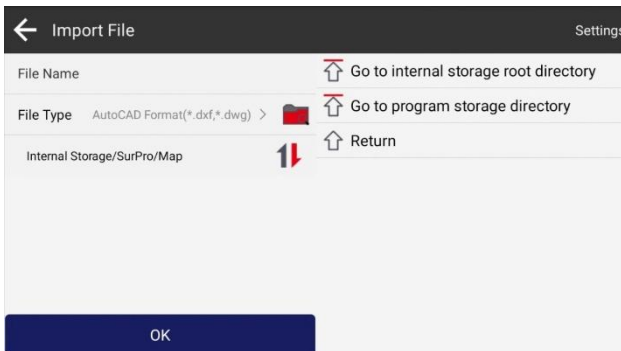 Import File
Settings
File Name
File Type AutoCAD Format(*.dxf,*.dwg) >
Internal Storage/SurPro/Map
OK
Go to internal storage root directory
Go to program storage directory
Return